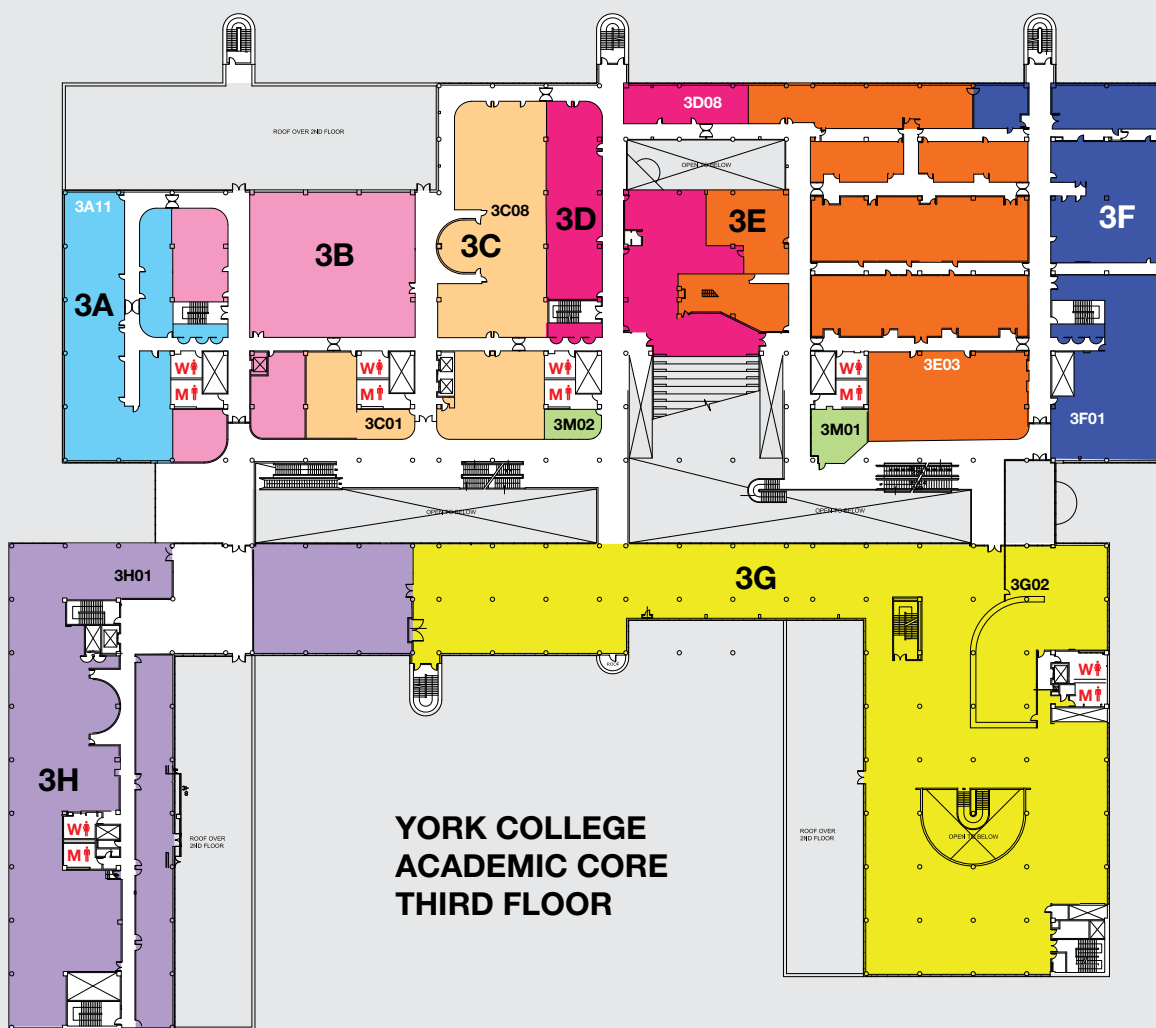 ROOF OVER 2ND FLOOR
3D08
OPEN TO BELOW
3A11
3C08
3B
3C
3D
3E
3F
3A
W
W
W
W
M
M
M
M
3E03
3C01
3M02
3M01
3F01
OPEN TO BELOW
OPEN TO BELOW
3H01
3G
3G02
ROOF
W
M
3H
W
M
ROOF OVER
2ND FLOOR
YORK COLLEGE
ACADEMIC CORE
THIRD FLOOR
ROOF OVER
2ND FLOOR
OPEN TO BELOW